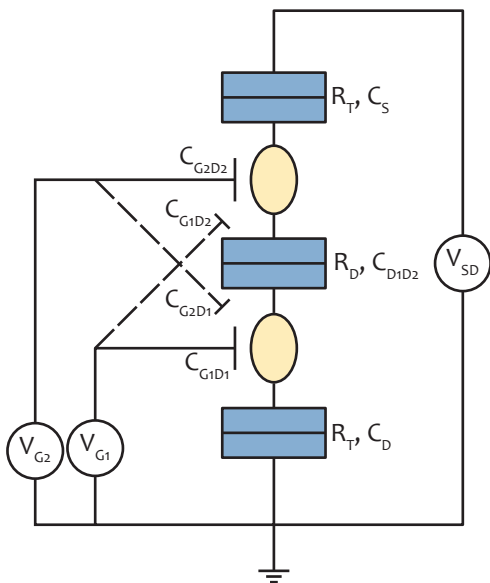 R_T, C_S
C_G2D2
C_G1D2
R_D, C_D1D2
V_SD
C_G2D1
C_G1D1
R_T, C_D
V_G2
V_G1